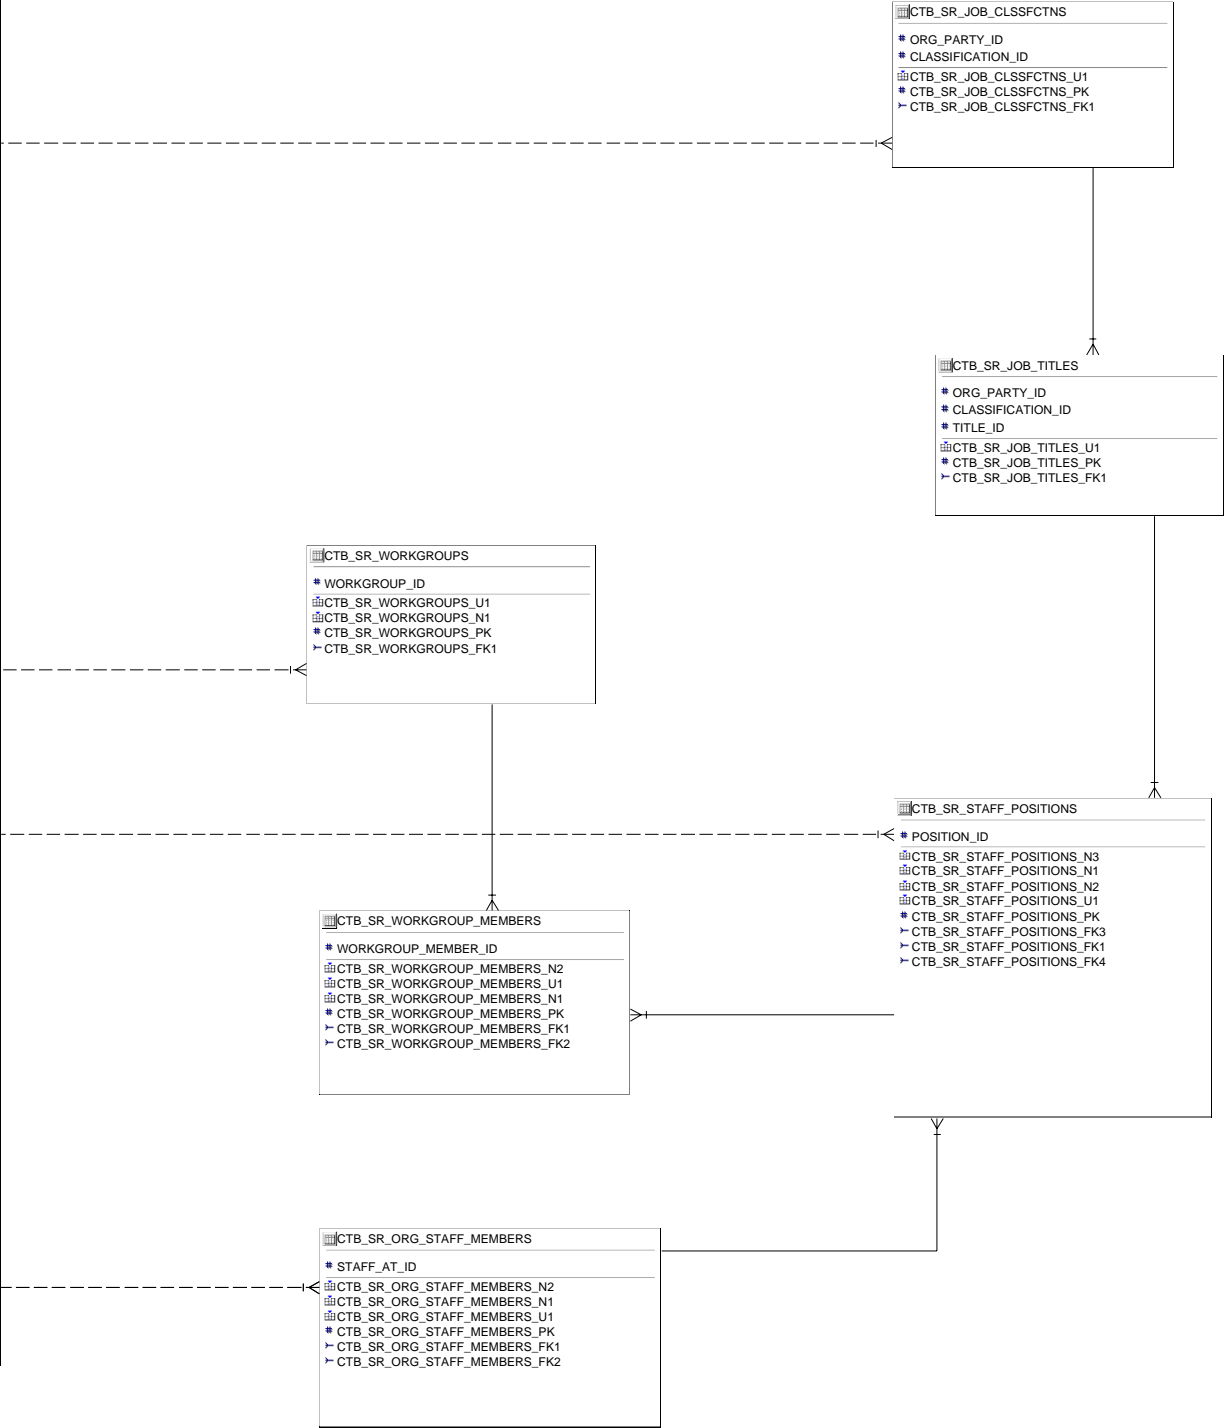 CTB_SR_JOB_CLSSFCTNS
ORG_PARTY_ID
CLASSIFICATION_ID
CTB_SR_JOB_CLSSFCTNS_U1
CTB_SR_JOB_CLSSFCTNS_PK
CTB_SR_JOB_CLSSFCTNS_FK1
CTB_SR_JOB_TITLES
ORG_PARTY_ID
CLASSIFICATION_ID
TITLE_ID
CTB_SR_JOB_TITLES_U1
CTB_SR_JOB_TITLES_PK
CTB_SR_JOB_TITLES_FK1
CTB_SR_WORKGROUPS
WORKGROUP_ID
CTB_SR_WORKGROUPS_U1
CTB_SR_WORKGROUPS_N1
CTB_SR_WORKGROUPS_PK
CTB_SR_WORKGROUPS_FK1
CTB_SR_STAFF_POSITIONS
POSITION_ID
CTB_SR_STAFF_POSITIONS_N3
CTB_SR_STAFF_POSITIONS_N1
CTB_SR_STAFF_POSITIONS_N2
CTB_SR_STAFF_POSITIONS_U1
CTB_SR_STAFF_POSITIONS_PK
CTB_SR_STAFF_POSITIONS_FK3
CTB_SR_STAFF_POSITIONS_FK1
CTB_SR_STAFF_POSITIONS_FK4
CTB_SR_WORKGROUP_MEMBERS
WORKGROUP_MEMBER_ID
CTB_SR_WORKGROUP_MEMBERS_N2
CTB_SR_WORKGROUP_MEMBERS_U1
CTB_SR_WORKGROUP_MEMBERS_N1
CTB_SR_WORKGROUP_MEMBERS_PK
CTB_SR_WORKGROUP_MEMBERS_FK1
CTB_SR_WORKGROUP_MEMBERS_FK2
CTB_SR_ORG_STAFF_MEMBERS
STAFF_AT_ID
CTB_SR_ORG_STAFF_MEMBERS_N2
CTB_SR_ORG_STAFF_MEMBERS_N1
CTB_SR_ORG_STAFF_MEMBERS_U1
CTB_SR_ORG_STAFF_MEMBERS_PK
CTB_SR_ORG_STAFF_MEMBERS_FK1
CTB_SR_ORG_STAFF_MEMBERS_FK2